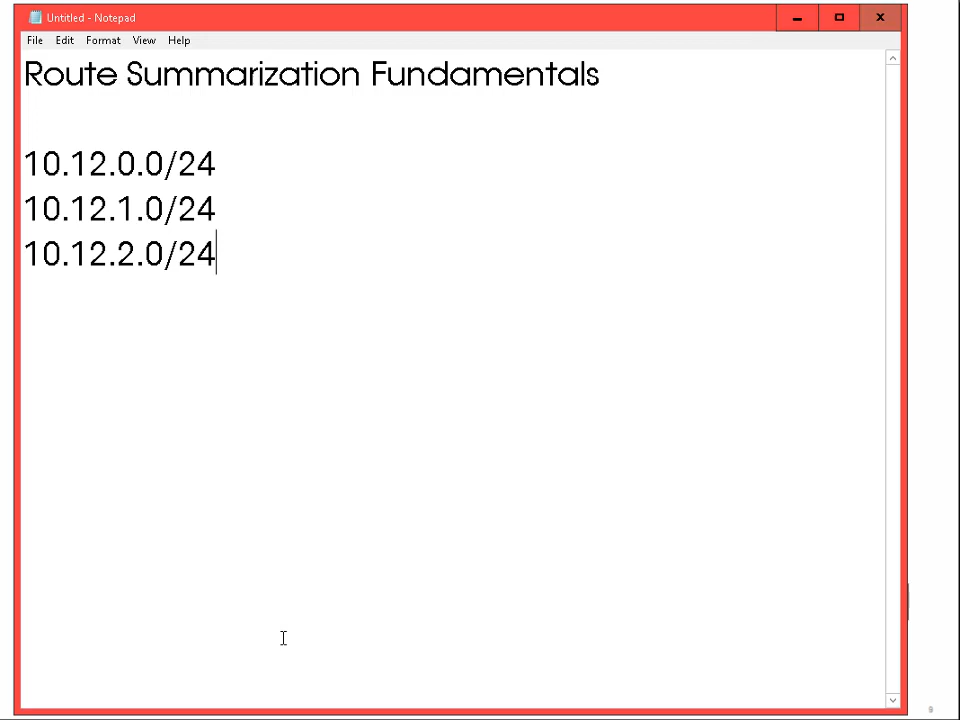 Untitled - Notepad
File Edit Format View Help
Route Summarization Fundamentals
10.12.0.0/24
10.12.1.0/24
10.12.2.0/24
9